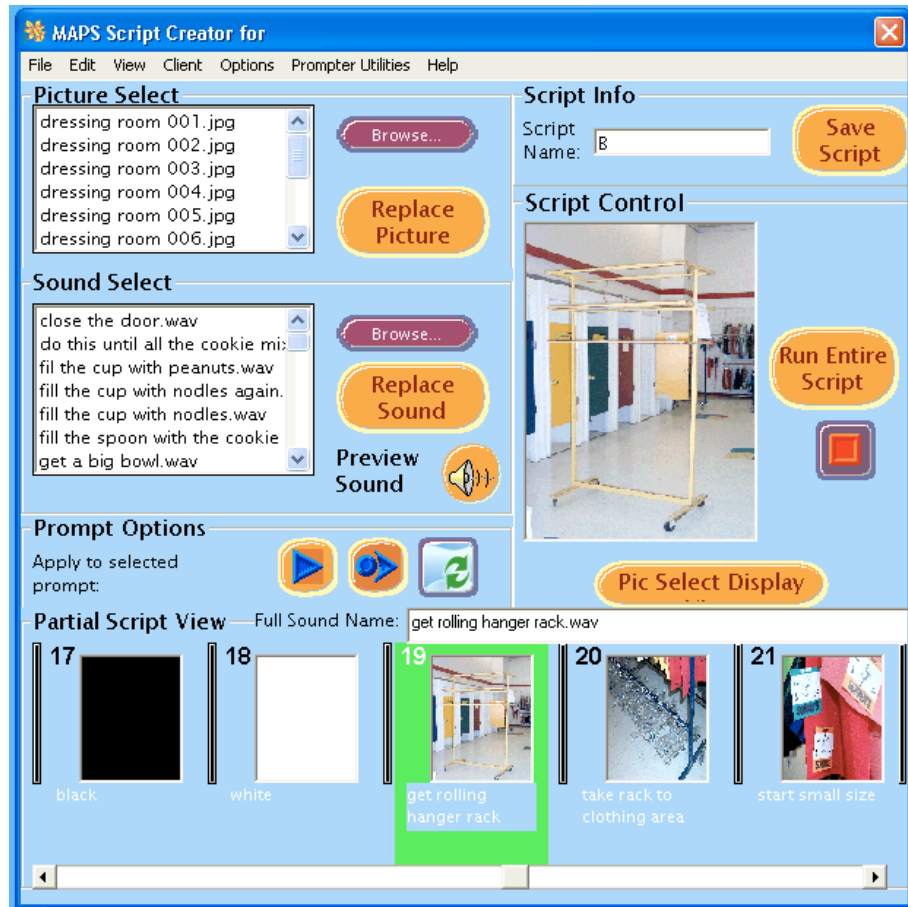 MAPS Script Creator for
File Edit View Client Options Prompter Utilities Help
Picture Select
dressing room 001.jpg
dressing room 002.jpg
dressing room 003.jpg
dressing room 004.jpg
dressing room 005.jpg
dressing room 006.jpg
Browse...
Replace
Picture
Script Info
Script
Name:
B
Save
Script
Sound Select
close the door.wav
do this until all the cookie mix
fil the cup with peanuts.wav
fill the cup with nodles again.
fill the cup with nodles.wav
fill the spoon with the cookie
get a big bowl.wav
Browse...
Replace
Sound
Preview
Sound
Script Control
Run Entire
Script
Pic Select Display
Prompt Options
Apply to selected
prompt:
Partial Script View
Full Sound Name: get rolling hanger rack.wav
17
black
18
white
19
get rolling
hanger rack
20
take rack to
clothing area
21
start small size